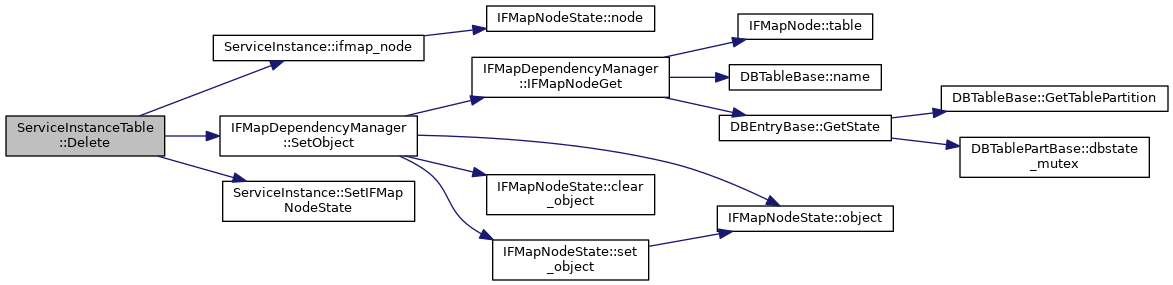 ServiceInstanceTable
::Delete
ServiceInstance::ifmap_node
IFMapNodeState::node
IFMapDependencyManager
::SetObject
IFMapDependencyManager
::IFMapNodeGet
IFMapNode::table
DBTableBase::name
DBEntryBase::GetState
DBTableBase::GetTablePartition
DBTablePartBase::dbstate
_mutex
IFMapNodeState::clear
_object
IFMapNodeState::object
IFMapNodeState::set
_object
ServiceInstance::SetIFMap
NodeState